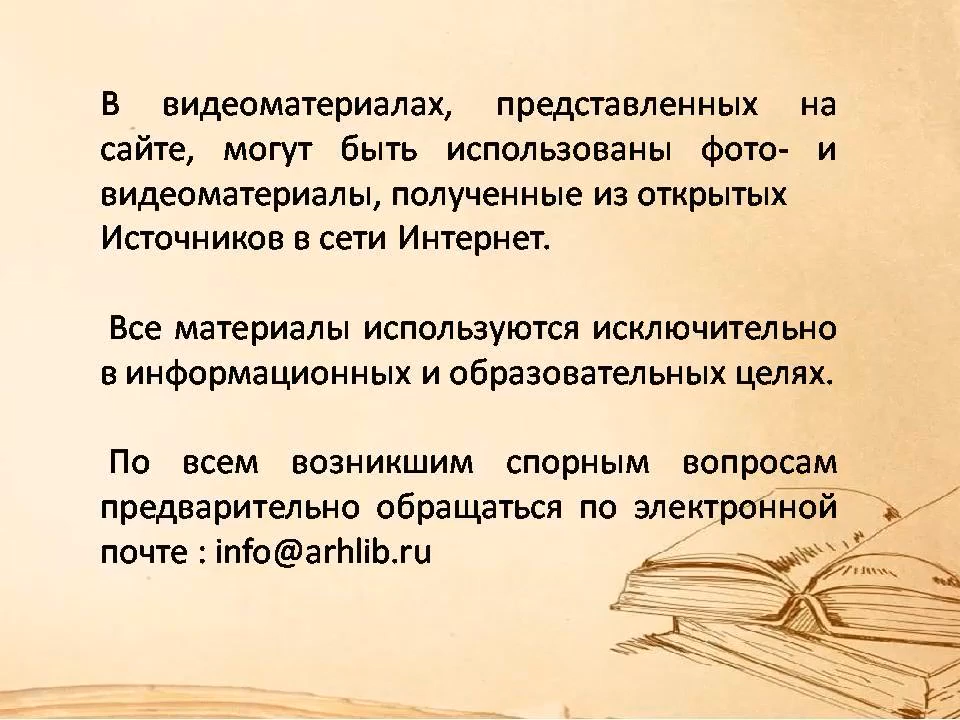 В видеоматериалах, представленных на
сайте, могут быть использованы фото- и
видеоматериалы, полученные из открытых
Источников в сети Интернет.
Все материалы используются исключительно
в информационных и образовательных целях.
По всем возникшим спорным вопросам
предварительно обращаться по электронной
почте : info@arhlib.ru